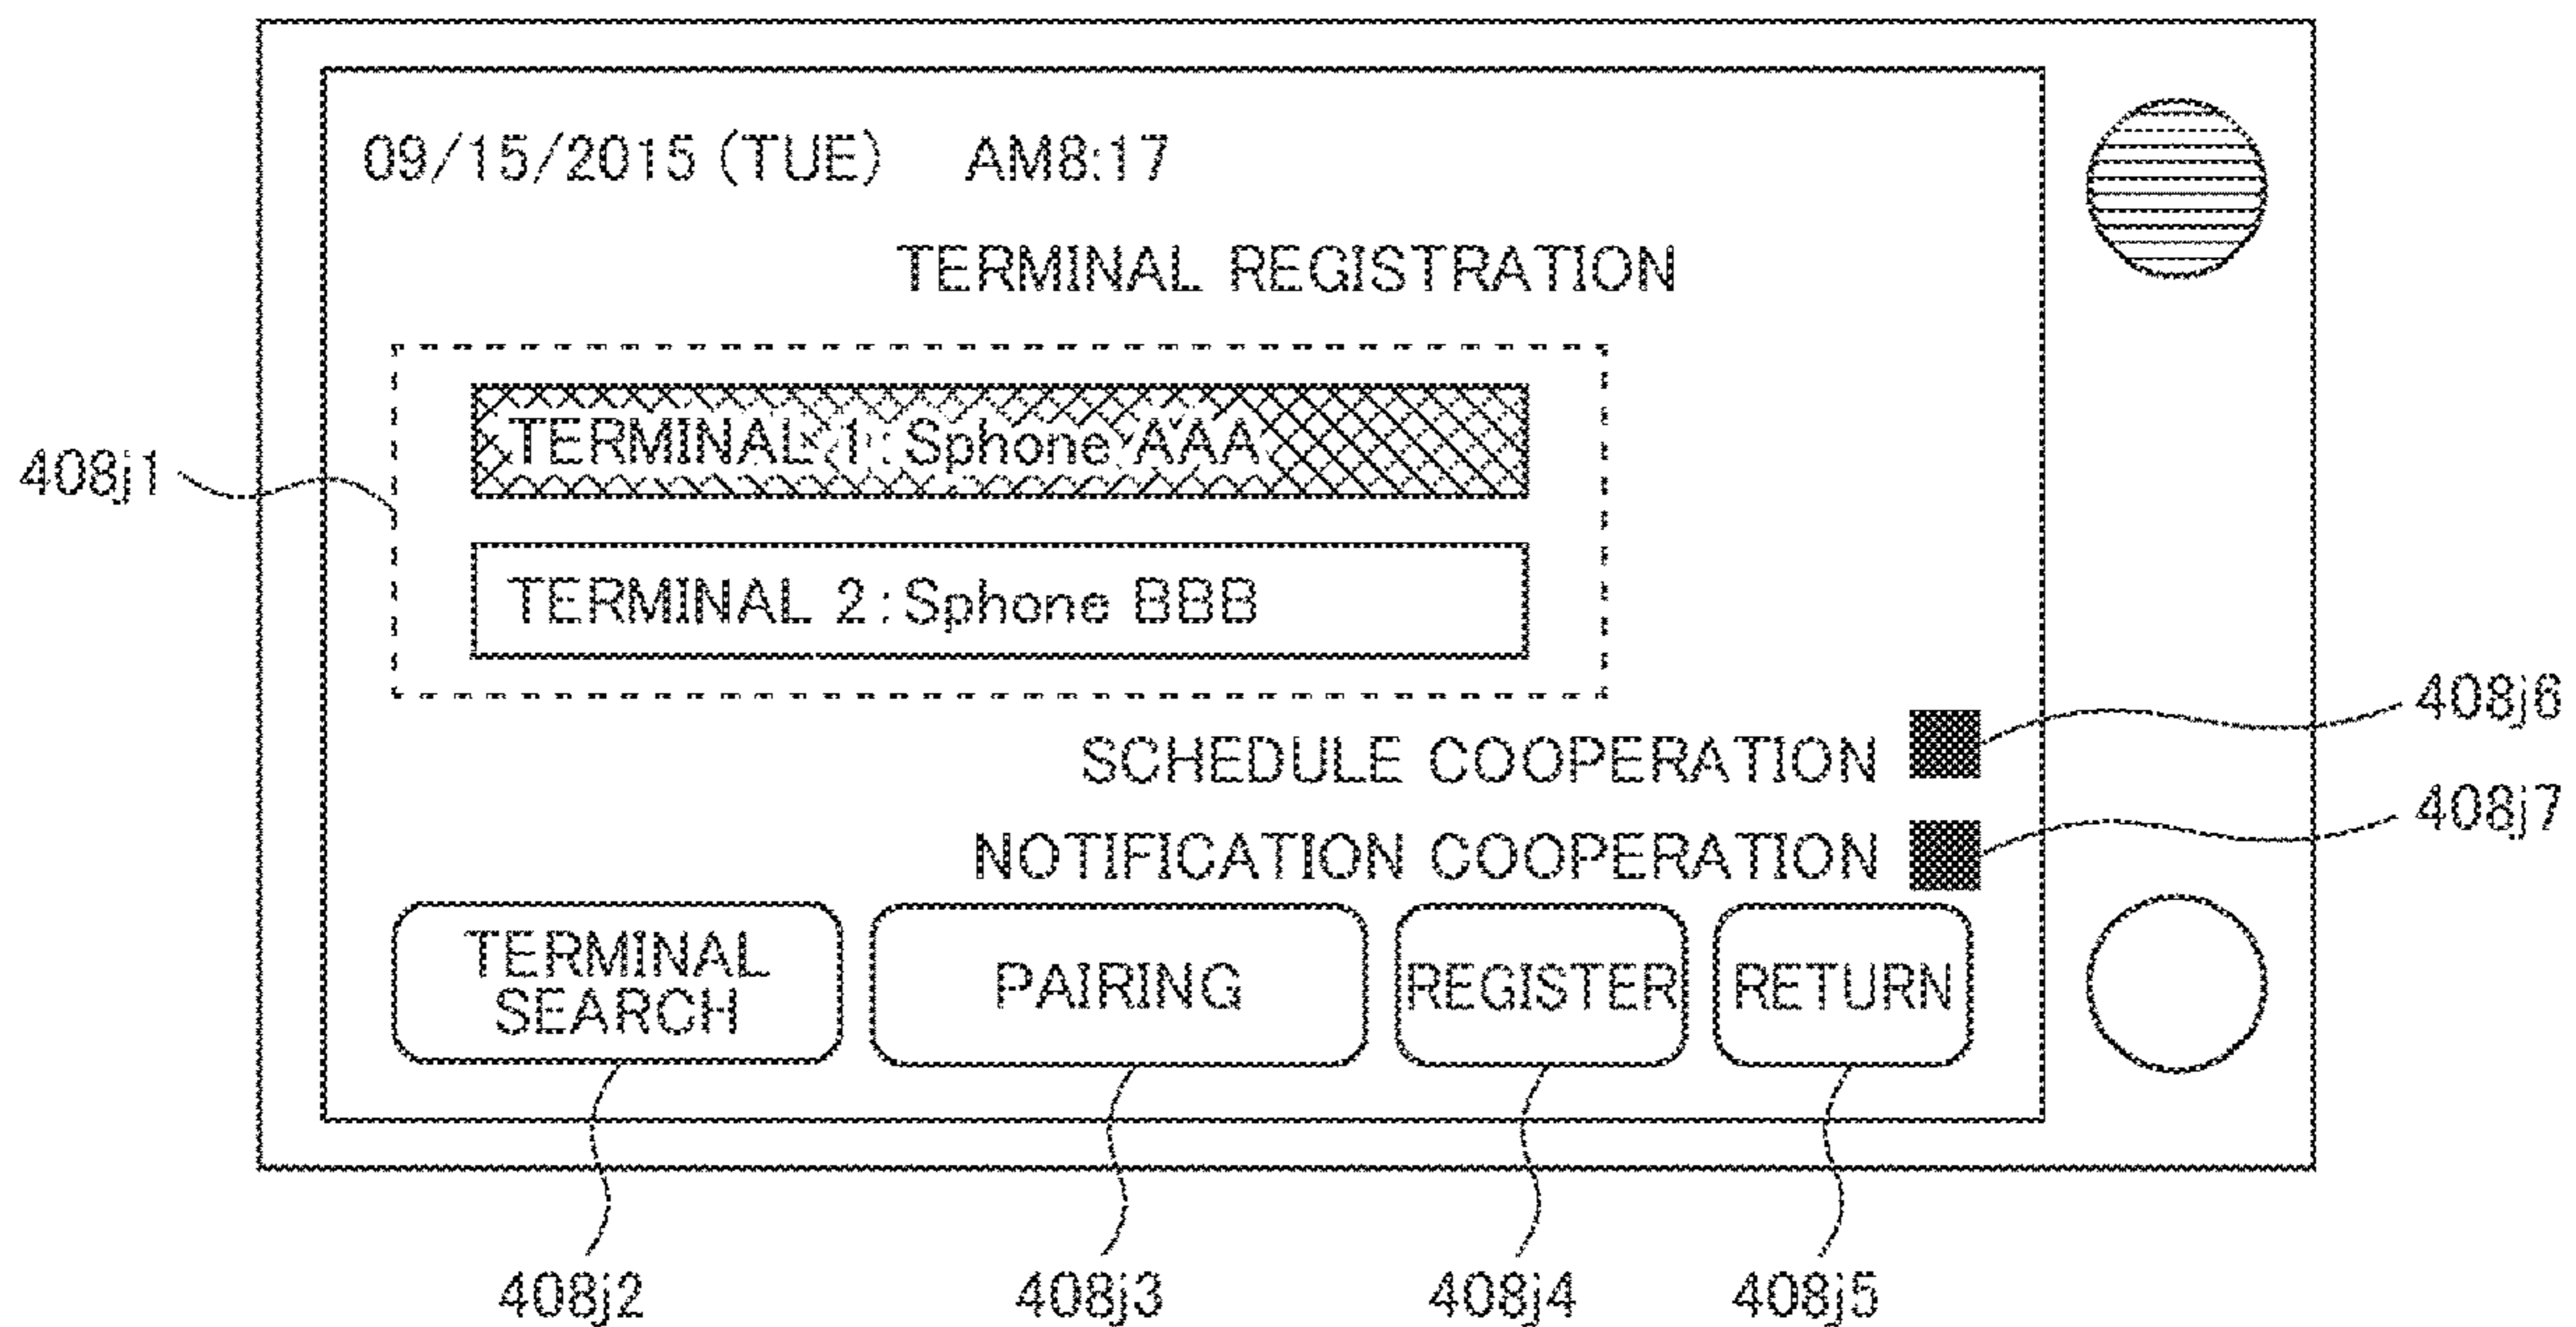 09/15/2015 (TUE) AM8:17
TERMINAL REGISTRATION
TERMINAL 1: Sphone AAA
408j1
TERMINAL 2: Sphone BBB
SCHEDULE COOPERATION
408j6
NOTIFICATION COOPERATION
408j7
TERMINAL
SEARCH
PAIRING
REGISTER
RETURN
408j2
408j3
408j4
408j5